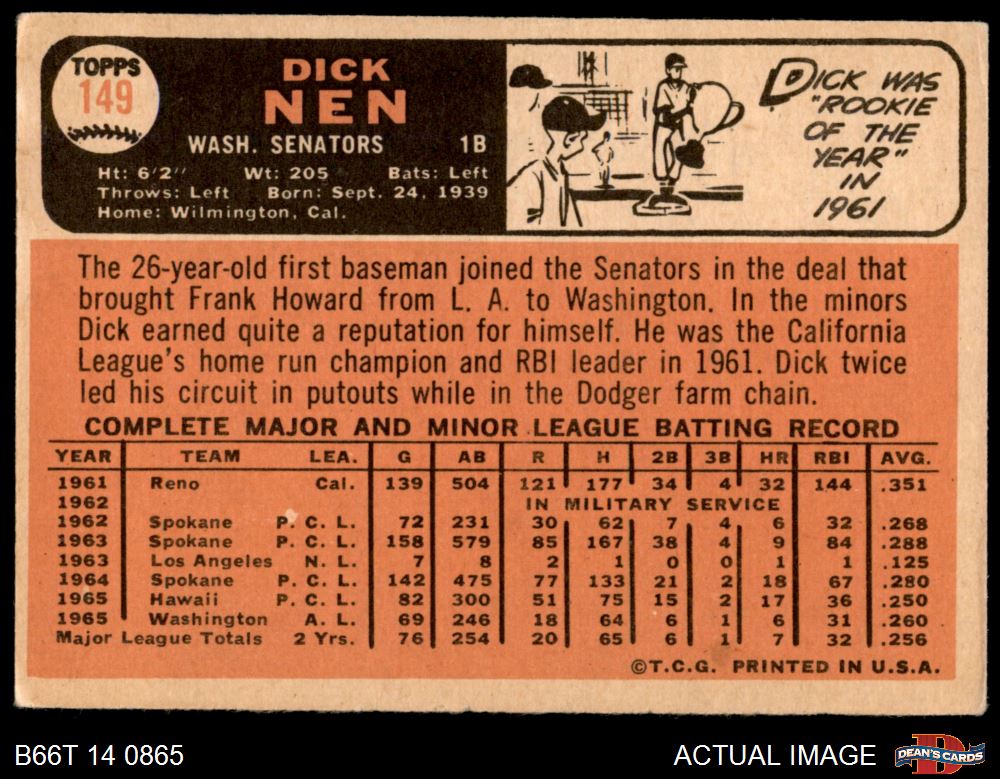 TOPPS
149
DICK
NEN
WASH. SENATORS 1B
Ht: 6'2" Wt: 205 Bats: Left
Throws: Left Born: Sept. 24, 1939
Home: Wilmington, Cal.
DICK WAS
"ROOKIE
OF THE
YEAR"
IN
1961
The 26-year-old first baseman joined the Senators in the deal that
brought Frank Howard from L. A. to Washington. In the minors
Dick earned quite a reputation for himself. He was the California
League's home run champion and RBI leader in 1961. Dick twice
led his circuit in putouts while in the Dodger farm chain.
COMPLETE MAJOR AND MINOR LEAGUE BATTING RECORD
YEAR TEAM LEA. G AB R H 2B 3B HR RBI AVG.
1961 Reno Cal. 139 504 121 177 34 4 32 144 .351
1962 IN MILITARY SERVICE
1962 Spokane P. C. L. 72 231 30 62 7 4 6 32 .268
1963 Spokane P. C. L. 158 579 85 167 38 4 9 84 .288
1963 Los Angeles N. L. 7 8 2 1 0 0 1 1 .125
1964 Spokane P. C. L. 142 475 77 133 21 2 18 67 .280
1965 Hawaii P. C. L. 82 300 51 75 15 2 17 36 .250
1965 Washington A. L. 69 246 18 64 6 1 6 31 .260
Major League Totals 2 Yrs. 76 254 20 65 6 1 7 32 .256
©T.C.G. PRINTED IN U.S.A.
B66T 14 0865
ACTUAL IMAGE
DEAN'S CARDS